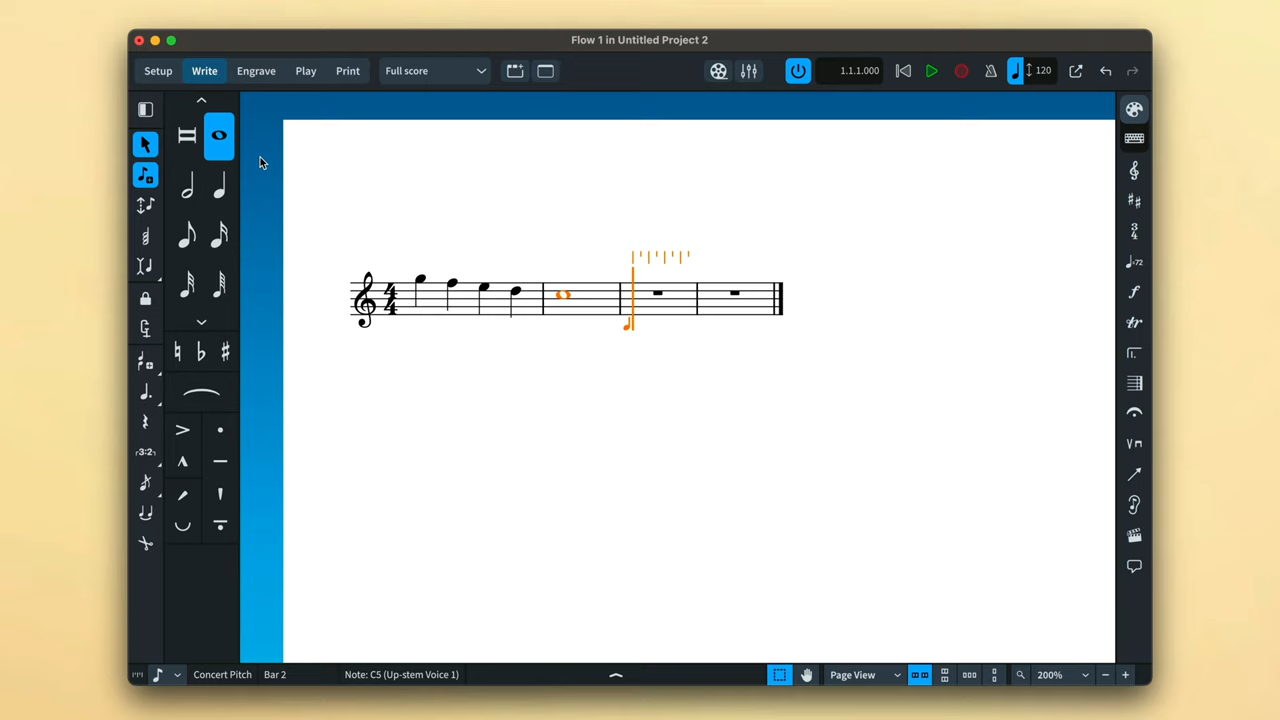 Flow 1 in Untitled Project 2
Setup Write Engrave Play Print Full score 1.1.1.000 120
3:2
=72
Concert Pitch Bar 2 Note: C5 (Up-stem Voice 1) Page View 200%